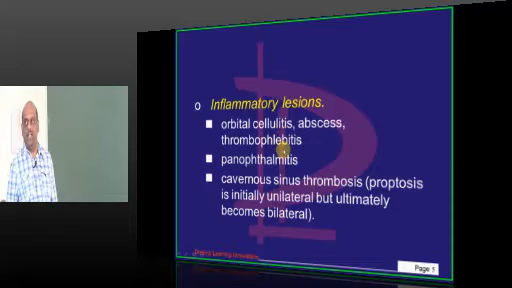 o Inflammatory lesions.
■ orbital cellulitis, abscess,
thrombophlebitis
■ panophthalmitis
■ cavernous sinus thrombosis (proptosis
is initially unilateral but ultimately
becomes bilateral).
Page 5